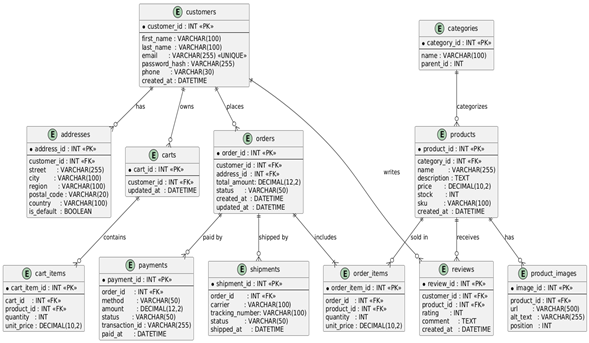 E customers
customer_id : INT «PK»
first_name : VARCHAR(100)
last_name : VARCHAR(100)
email : VARCHAR(255) «UNIQUE»
password_hash : VARCHAR(255)
phone : VARCHAR(30)
created_at : DATETIME
E categories
category_id : INT «PK»
name : VARCHAR(100)
parent_id : INT
has
owns
places
categorizes
E addresses
address_id : INT «PK»
customer_id : INT «FK»
street : VARCHAR(255)
city : VARCHAR(100)
region : VARCHAR(100)
postal_code : VARCHAR(20)
country : VARCHAR(100)
is_default : BOOLEAN
E carts
cart_id : INT «PK»
customer_id : INT «FK»
updated_at : DATETIME
E orders
order_id : INT «PK»
customer_id : INT «FK»
address_id : INT «FK»
total_amount: DECIMAL(12,2)
status : VARCHAR(50)
created_at : DATETIME
updated_at : DATETIME
writes
E products
product_id : INT «PK»
category_id : INT «FK»
name : VARCHAR(255)
description : TEXT
price : DECIMAL(10,2)
stock : INT
sku : VARCHAR(100)
created_at : DATETIME
contains
paid by
shipped by
includes
sold in
receives
has
E cart_items
cart_item_id : INT «PK»
cart_id : INT «FK»
product_id : INT «FK»
quantity : INT
unit_price : DECIMAL(10,2)
E payments
payment_id : INT «PK»
order_id : INT «FK»
method : VARCHAR(50)
amount : DECIMAL(12,2)
status : VARCHAR(50)
transaction_id : VARCHAR(255)
paid_at : DATETIME
E shipments
shipment_id : INT «PK»
order_id : INT «FK»
carrier : VARCHAR(100)
tracking_number: VARCHAR(100)
status : VARCHAR(50)
shipped_at : DATETIME
E order_items
order_item_id : INT «PK»
order_id : INT «FK»
product_id : INT «FK»
quantity : INT
unit_price : DECIMAL(10,2)
E reviews
review_id : INT «PK»
customer_id : INT «FK»
product_id : INT «FK»
rating : INT
comment : TEXT
created_at : DATETIME
E product_images
image_id : INT «PK»
product_id : INT «FK»
url : VARCHAR(500)
alt_text : VARCHAR(255)
position : INT